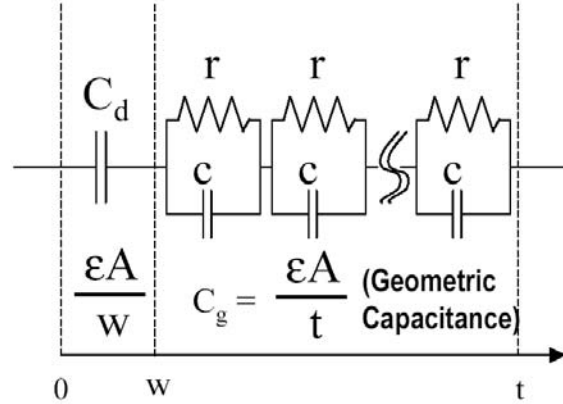 r r r
C_d
c c c
εA
w
C_g = εA
t
(Geometric
Capacitance)
0 w t